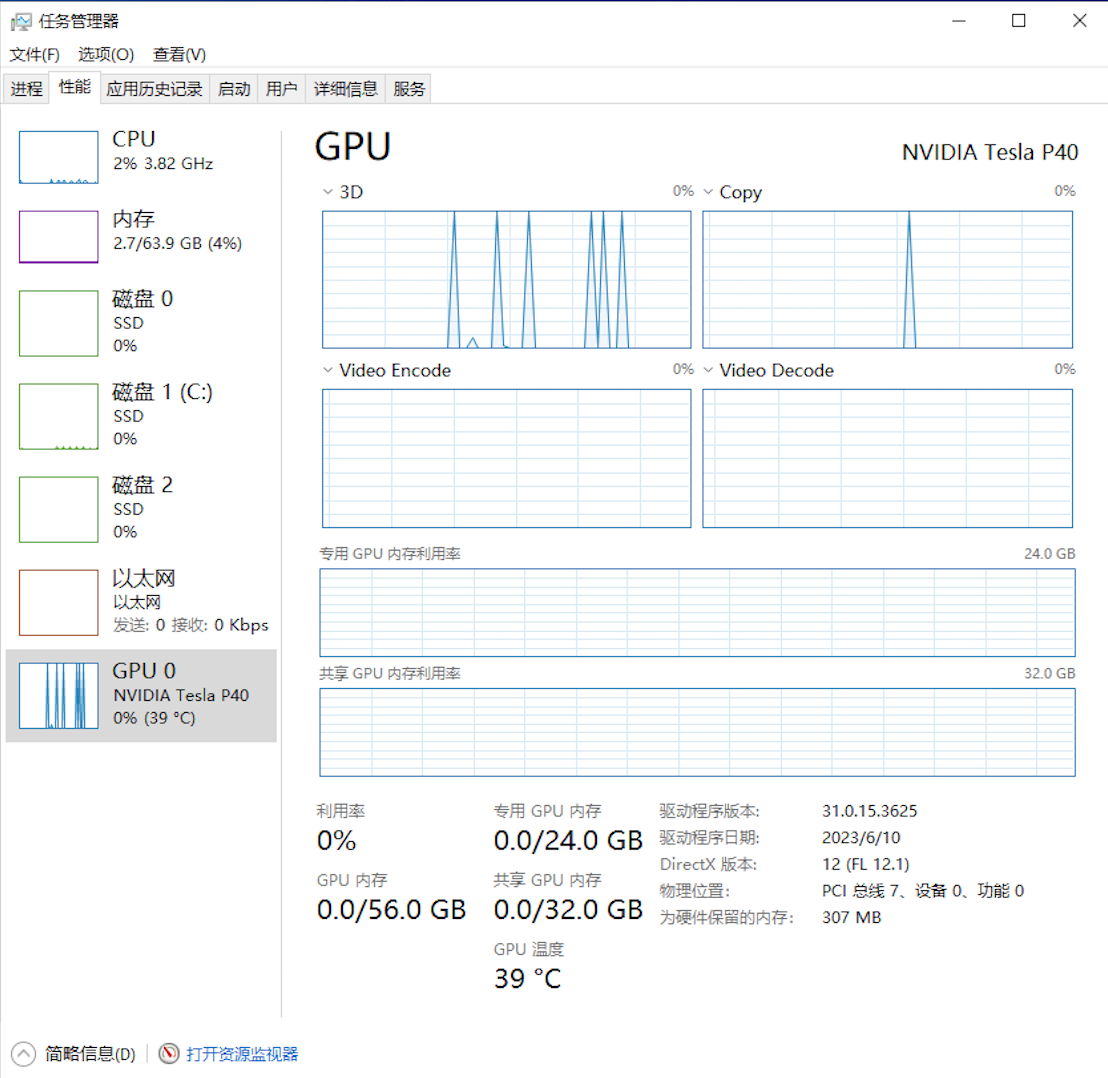 任务管理器
文件(F) 选项(O) 查看(V)
进程 性能 应用历史记录 启动 用户 详细信息 服务
CPU
2% 3.82 GHz
内存
2.7/63.9 GB (4%)
磁盘 0
SSD
0%
磁盘 1 (C:)
SSD
0%
磁盘 2
SSD
0%
以太网
以太网
发送: 0 接收: 0 Kbps
GPU 0
NVIDIA Tesla P40
0% (39 °C)
GPU
NVIDIA Tesla P40
3D 0%
Copy 0%
Video Encode 0%
Video Decode 0%
专用 GPU 内存利用率 24.0 GB
共享 GPU 内存利用率 32.0 GB
利用率
0%
专用 GPU 内存
0.0/24.0 GB
GPU 内存
0.0/56.0 GB
共享 GPU 内存
0.0/32.0 GB
GPU 温度
39 °C
驱动程序版本: 31.0.15.3625
驱动程序日期: 2023/6/10
DirectX 版本: 12 (FL 12.1)
物理位置: PCI 总线 7、设备 0、功能 0
为硬件保留的内存: 307 MB
简略信息(D) 打开资源监视器